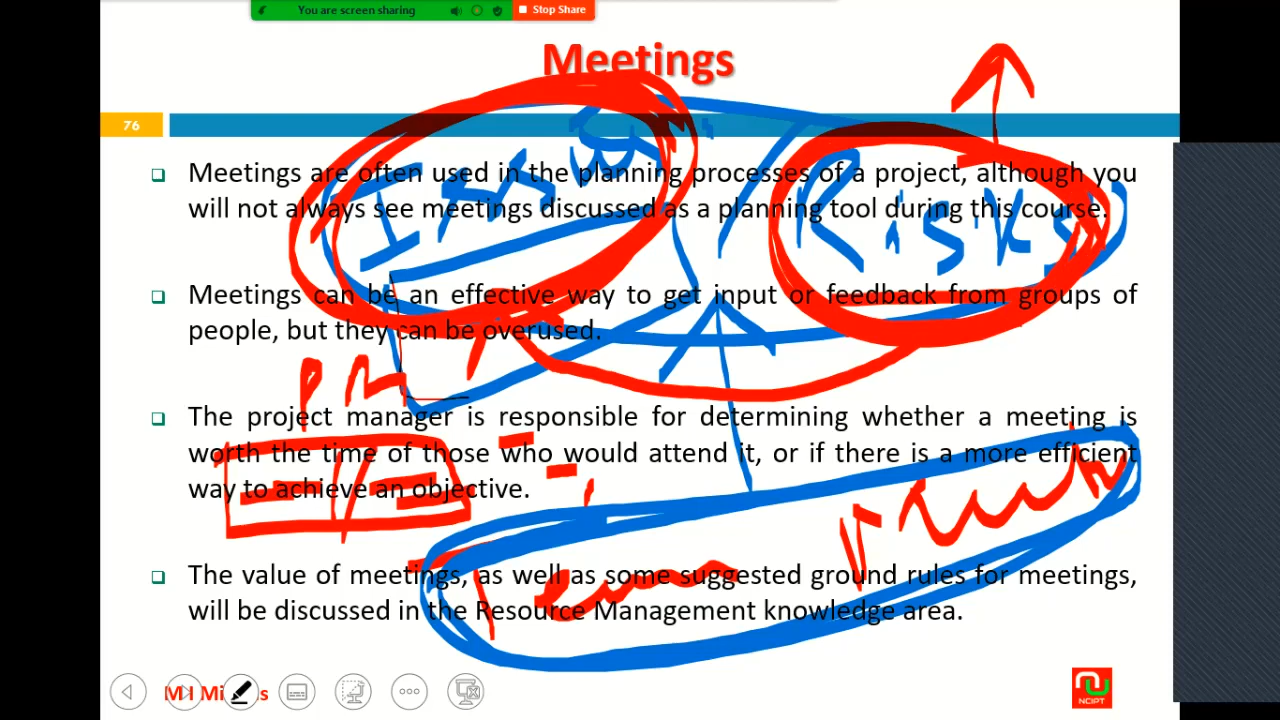 You are screen sharing Stop Share
Meetings
76
Meetings are often used in the planning processes of a project, although you
will not always see meetings discussed as a planning tool during this course.
Issues
Risks
Meetings can be an effective way to get input or feedback from groups of
people, but they can be overused.
PM
The project manager is responsible for determining whether a meeting is
worth the time of those who would attend it, or if there is a more efficient
way to achieve an objective.
The value of meetings, as well as some suggested ground rules for meetings,
will be discussed in the Resource Management knowledge area.
Team
NCIPT